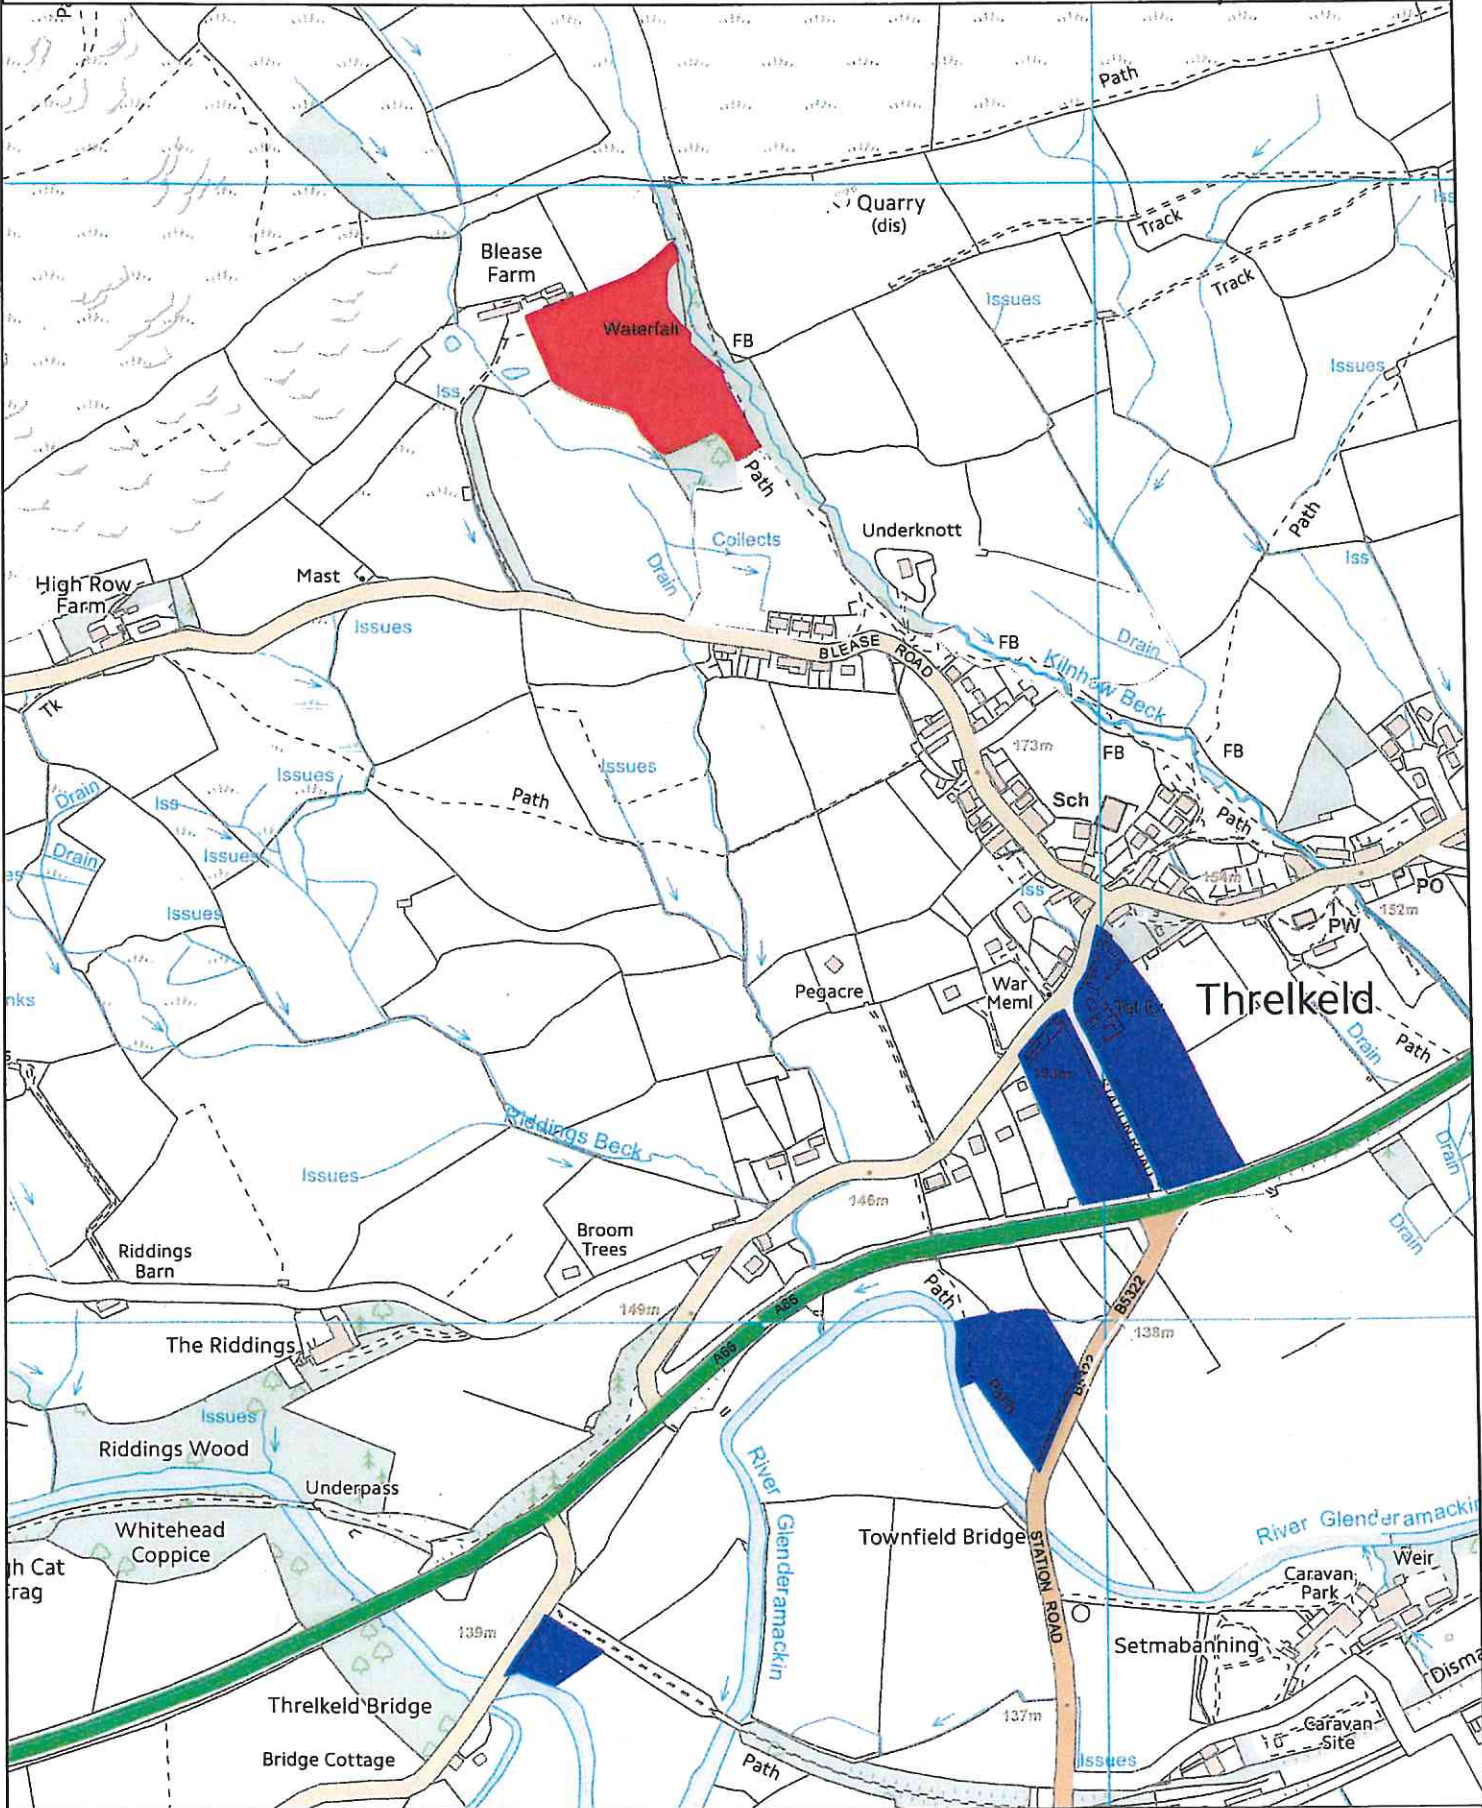 Path
Quarry
(dis)
Track
Iss
Blease
Farm
Track
Issues
Waterfall
FB
Issues
Iss
Path
Path
Underknott
Collects
Drain
Iss
Mast
High Row
Farm
Issues
BLEASE ROAD
FB
Drain
Kilnhow Beck
Tk
173m
FB
FB
Issues
Issues
Path
Sch
Path
Drain
Iss
Drain
Issues
154m
Iss
PO
152m
PW
Issues
War
Meml
Pegacre
Threlkeld
Drain
Path
Riddings Beck
Issues
Drain
146m
Drain
Broom
Trees
Riddings
Barn
Path
B5322
149m
A66
138m
The Riddings
A66
B5322
Issues
Riddings Wood
River Glenderamackin
Underpass
Whitehead
Coppice
Townfield Bridge
River Glenderamackin
Weir
Caravan
Park
STATION ROAD
139m
Setmabanning
Threlkeld Bridge
137m
Caravan
Site
Bridge Cottage
Path
Issues